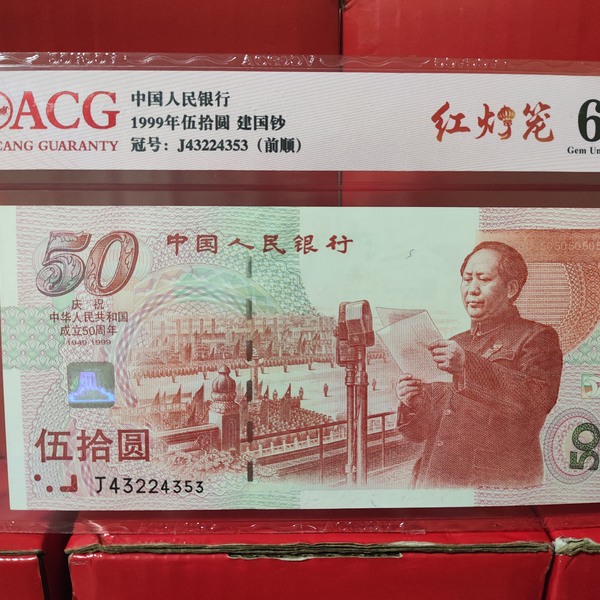 ACG
CANG GUARANTY
中国人民银行
1999年伍拾圆 建国钞
冠号：J43224353（前顺）
红灯笼
6
Gem Un
50
中国人民银行
庆祝
中华人民共和国
成立50周年
1949-1999
伍拾圆
J43224353
50